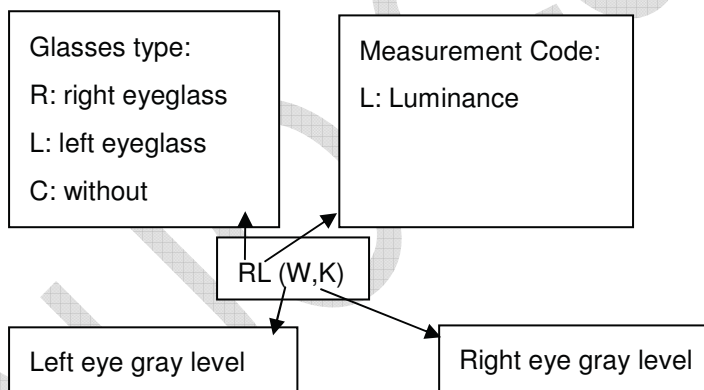 Glasses type:
R: right eyeglass
L: left eyeglass
C: without
Measurement Code:
L: Luminance
RL (W,K)
Left eye gray level
Right eye gray level